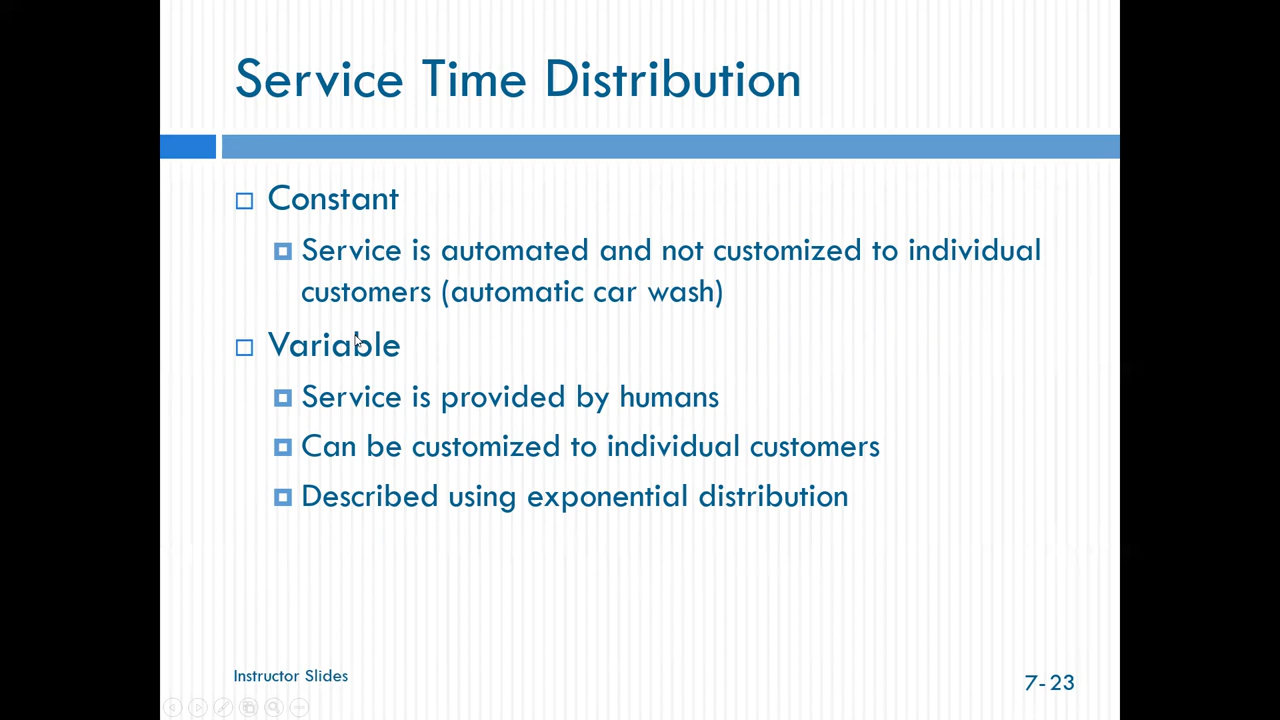 Service Time Distribution
Constant
Service is automated and not customized to individual
customers (automatic car wash)
Variable
Service is provided by humans
Can be customized to individual customers
Described using exponential distribution
Instructor Slides
7-23